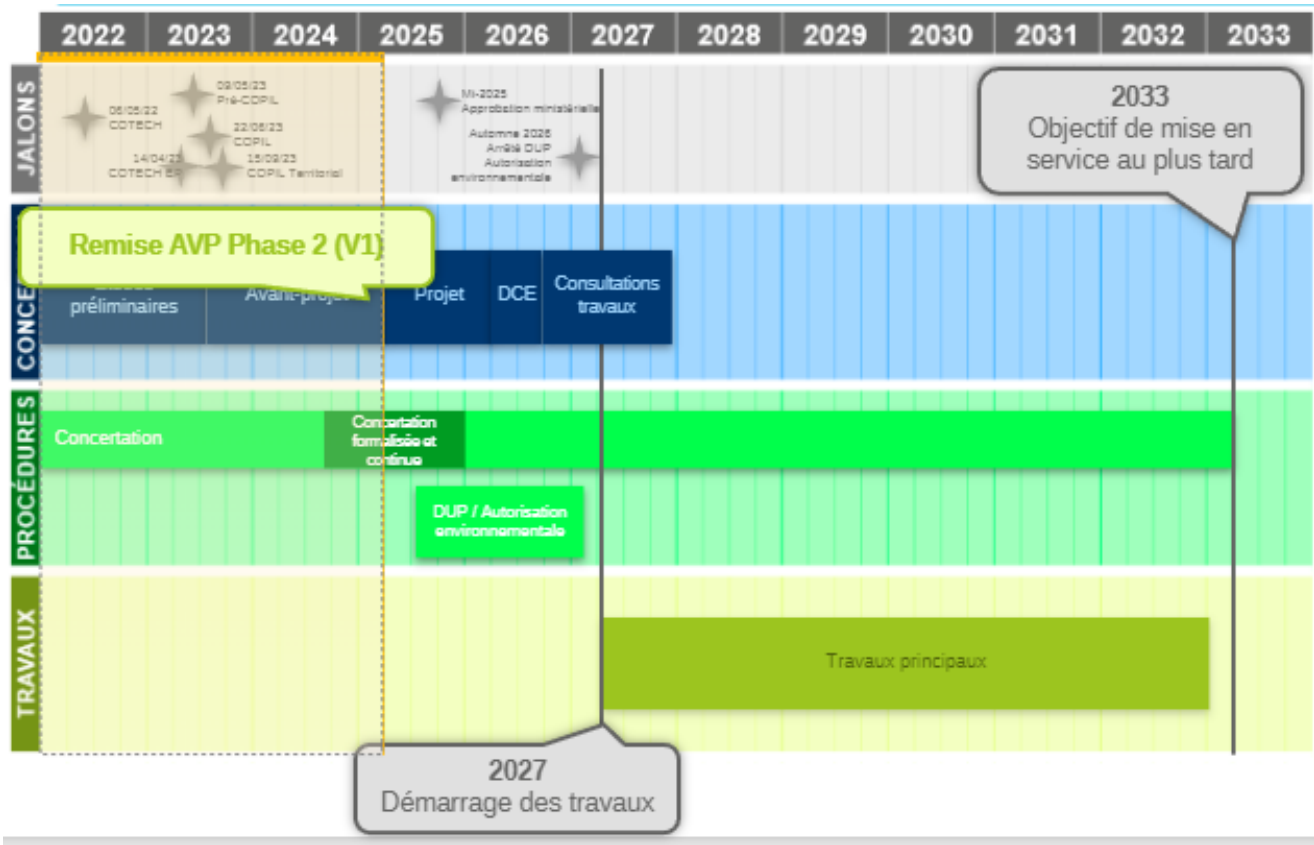 2022 2023 2024 2025 2026 2027 2028 2029 2030 2031 2032 2033
JALONS
09/05/23
Pré-COPIL
06/05/22
COTECH
22/06/23
COPIL
14/04/23
COTECH
15/09/23
COPIL Territorial
Mi-2025
Approbation ministérielle
Automne 2026
Arrêté DUP
Autorisation
environnementale
2033
Objectif de mise en
service au plus tard
CONCE
Remise AVP Phase 2 (V1)
préliminaires
Avant-projet
Projet
DCE
Consultations
travaux
PROCÉDURES
Concertation
Concertation
formalisée et
continue
DUP / Autorisation
environnementale
TRAVAUX
Travaux principaux
2027
Démarrage des travaux